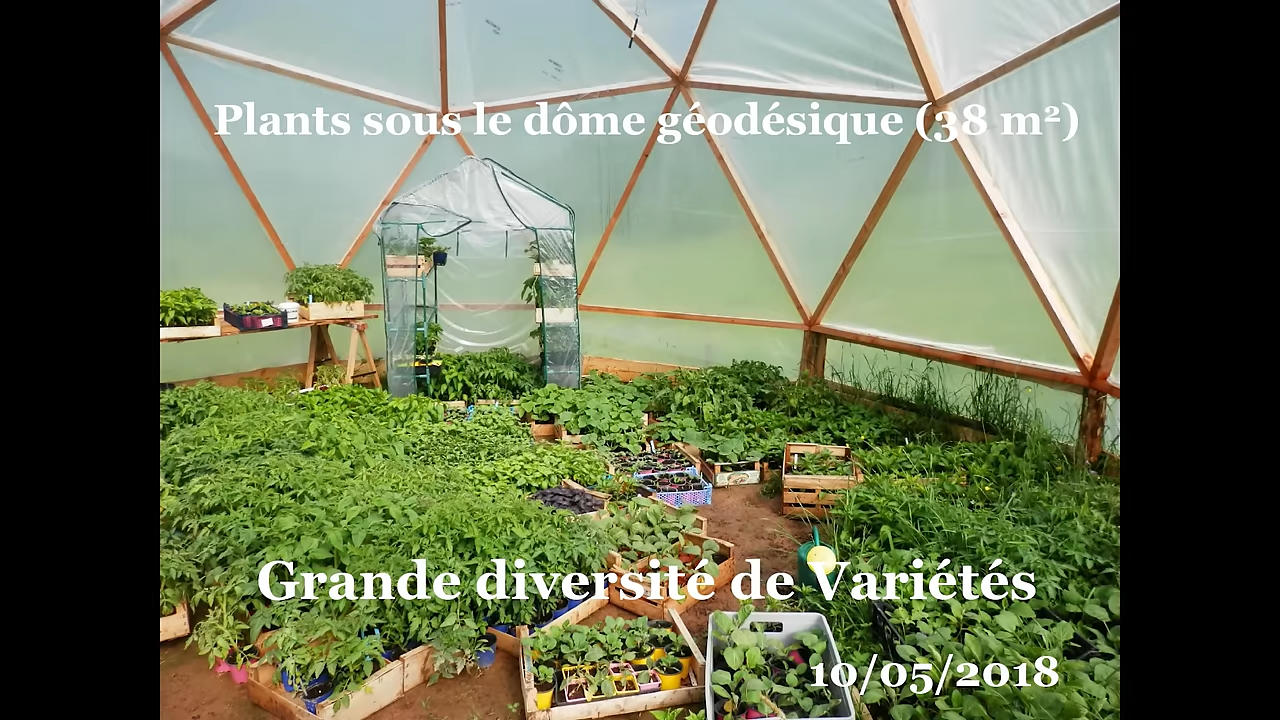 Plants sous le dôme géodésique (38 m²)
Grande diversité de Variétés
10/05/2018